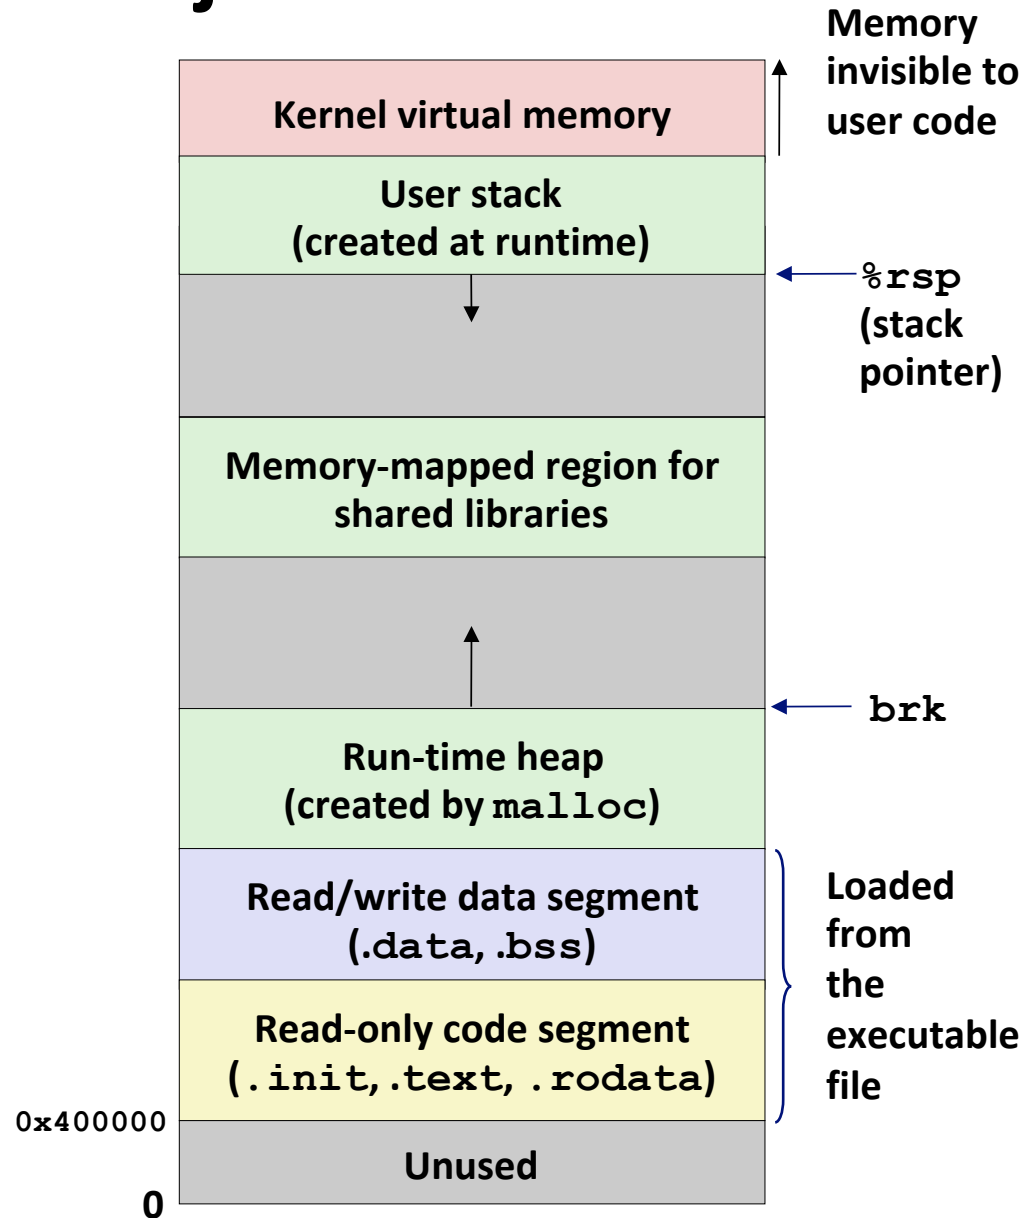 Memory
invisible to
user code
Kernel virtual memory
User stack
(created at runtime)
%rsp
(stack
pointer)
Memory-mapped region for
shared libraries
brk
Run-time heap
(created by malloc)
Read/write data segment
(.data, .bss)
Loaded
from
the
executable
file
Read-only code segment
(.init, .text, .rodata)
0x400000
Unused
0